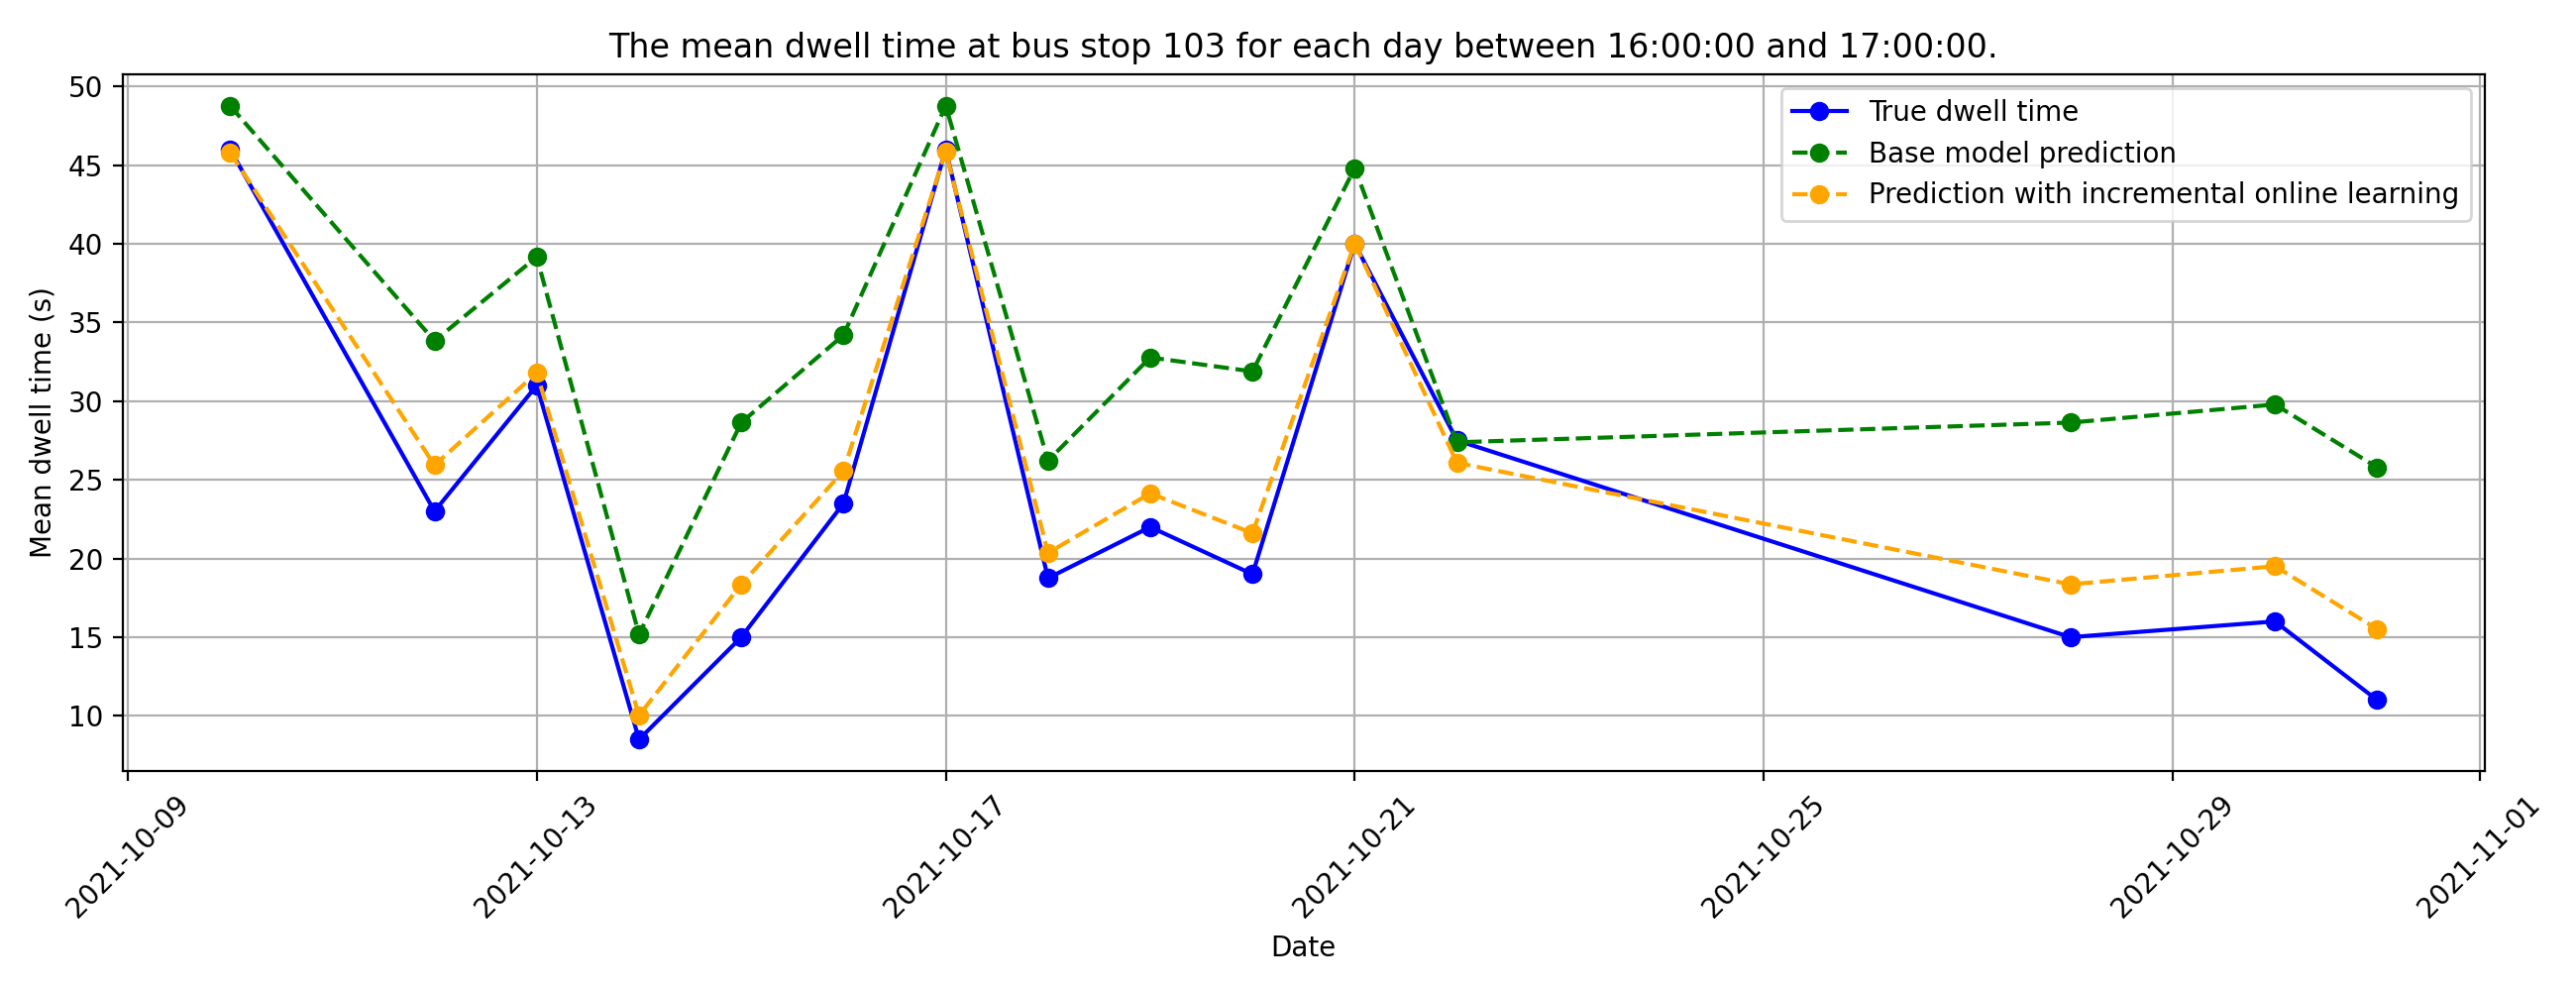 The mean dwell time at bus stop 103 for each day between 16:00:00 and 17:00:00.
50
45
40
35
30
25
20
15
10
Mean dwell time (s)
True dwell time
Base model prediction
Prediction with incremental online learning
2021-10-09
2021-10-13
2021-10-17
2021-10-21
2021-10-25
2021-10-29
2021-11-01
Date